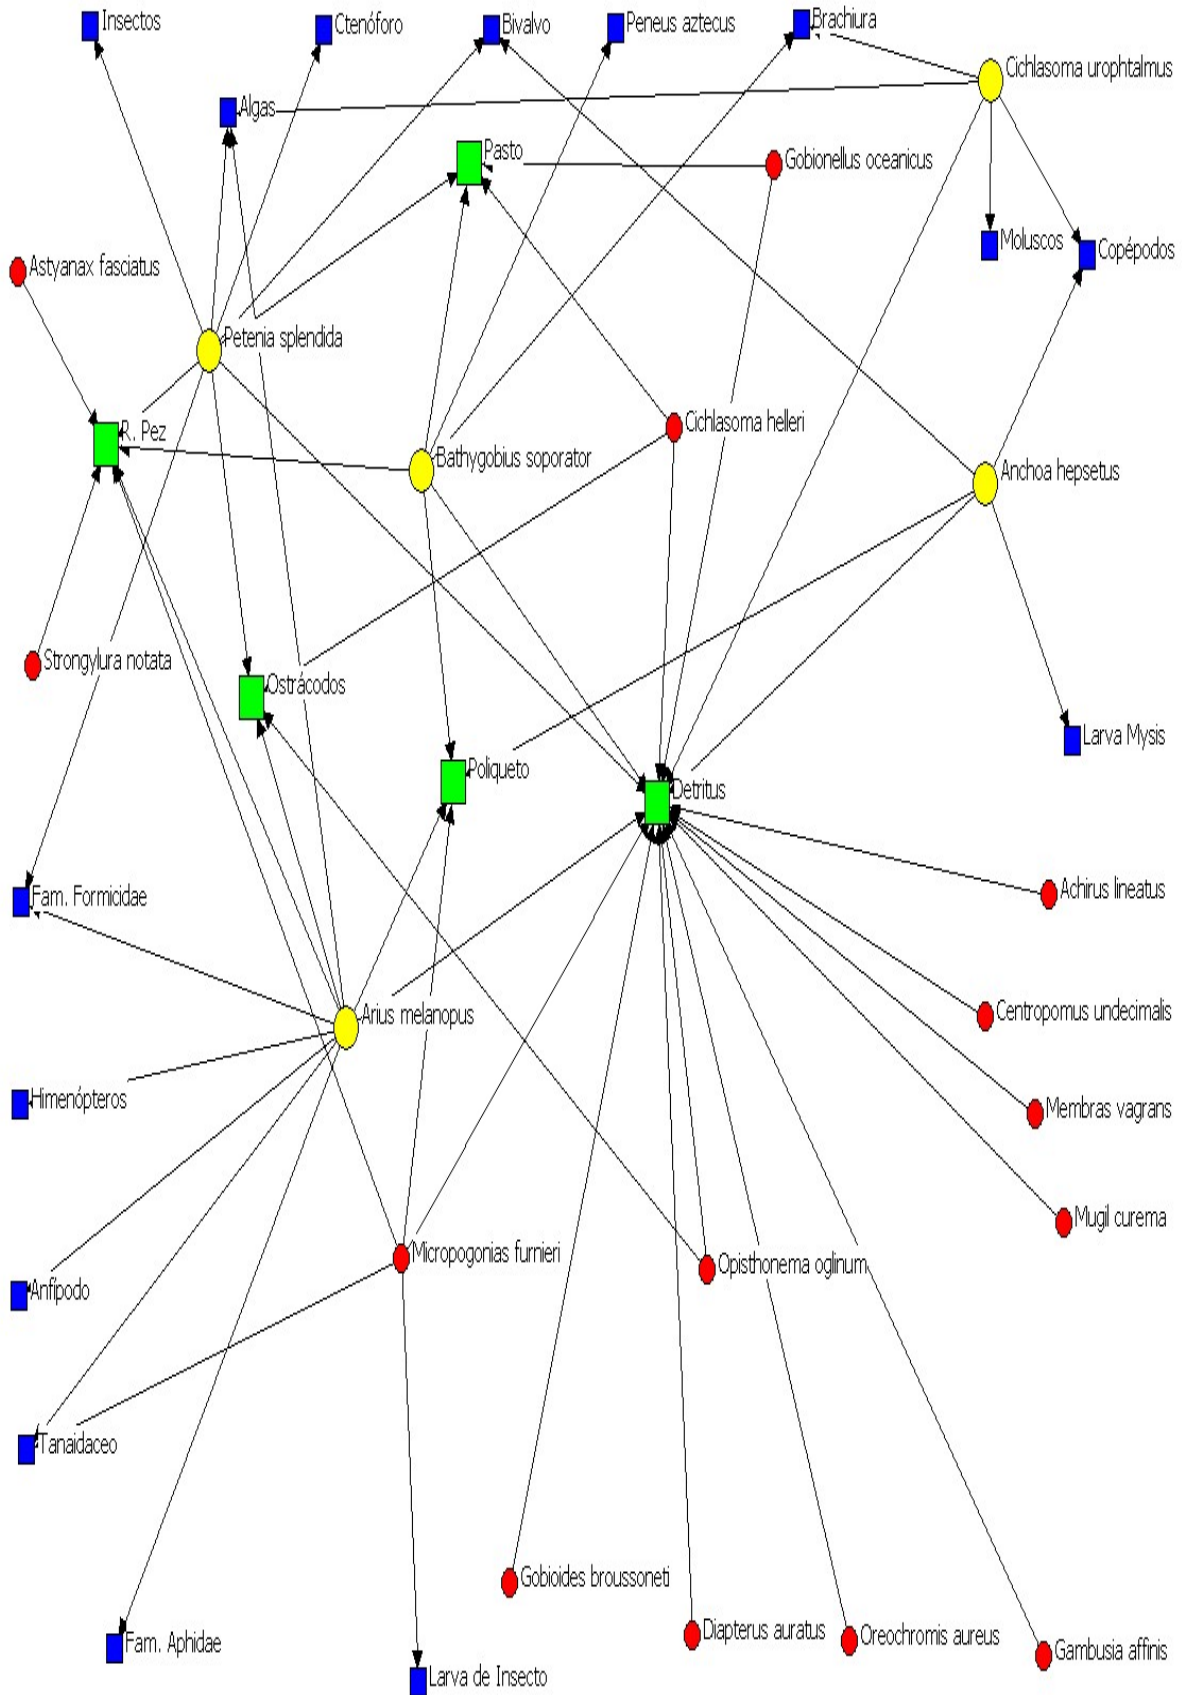 Insectos
Ctenóforo
Bivalvo
Peneus aztecus
Brachiura
Cichlasoma urophtalmus
Algas
Pasto
Gobionellus oceanicus
Moluscos
Copépodos
Astyanax fasciatus
Petenia splendida
R. Pez
Cichlasoma helleri
Bathygobius soporator
Anchoa hepsetus
Strongylura notata
Ostrácodos
Larva Mysis
Poliqueto
Detritus
Achirus lineatus
Fam. Formicidae
Arius melanopus
Centropomus undecimalis
Himenópteros
Membras vagrans
Mugil curema
Micropogonias furnieri
Opisthonema oglinum
Anfípodo
Tanaidaceo
Gobioides broussoneti
Diapterus auratus
Oreochromis aureus
Fam. Aphidae
Gambusia affinis
Larva de Insecto